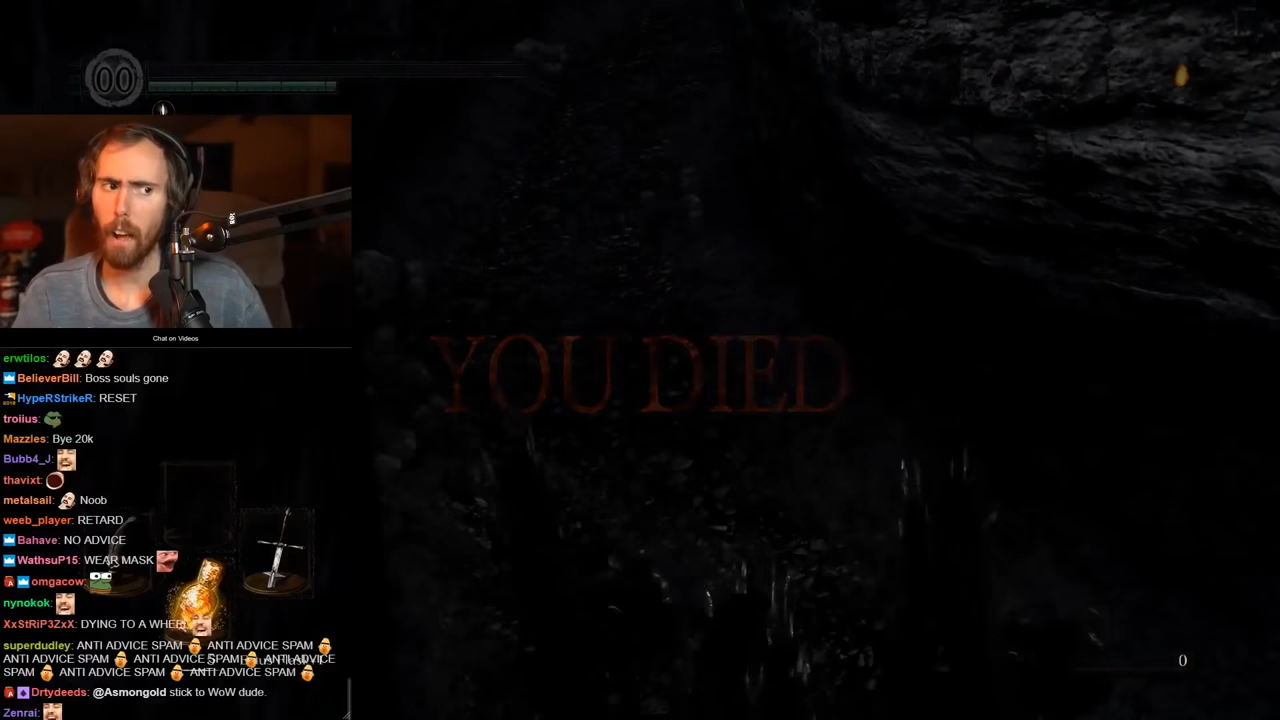 00
YOU DIED
Chat on Videos
erwtilos:
BelieverBill: Boss souls gone
HypeRStrikeR: RESET
troiius:
Mazzles: Bye 20k
Bubb4_J:
thavixt:
metalsail: Noob
weeb_player: RETARD
Bahave: NO ADVICE
WathsuP15: WEAR MASK
omgacow:
nynokok:
XxStRiP3ZxX: DYING TO A WHEEL
superdudley: ANTI ADVICE SPAM ANTI ADVICE SPAM
ANTI ADVICE SPAM ANTI ADVICE SPAM ANTI ADVICE
SPAM ANTI ADVICE SPAM ANTI ADVICE SPAM
Drtydeeds: @Asmongold stick to WoW dude.
Zenrai:
0